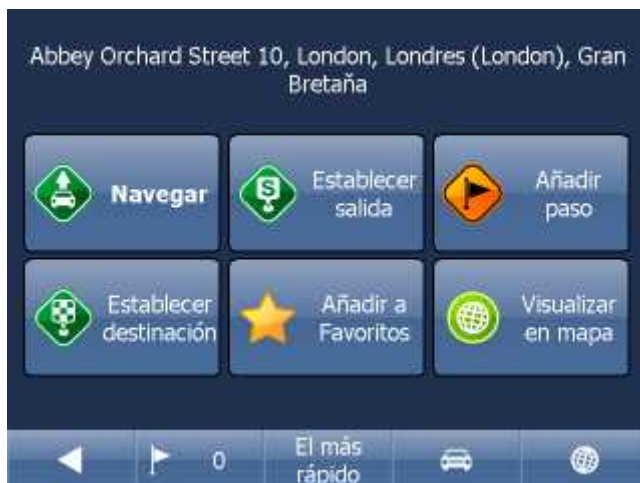 Abbey Orchard Street 10, London, Londres (London), Gran
Bretaña
Navegar
Establecer
salida
Añadir
paso
Establecer
destinación
Añadir a
Favoritos
Visualizar
en mapa
0
El más
rápido